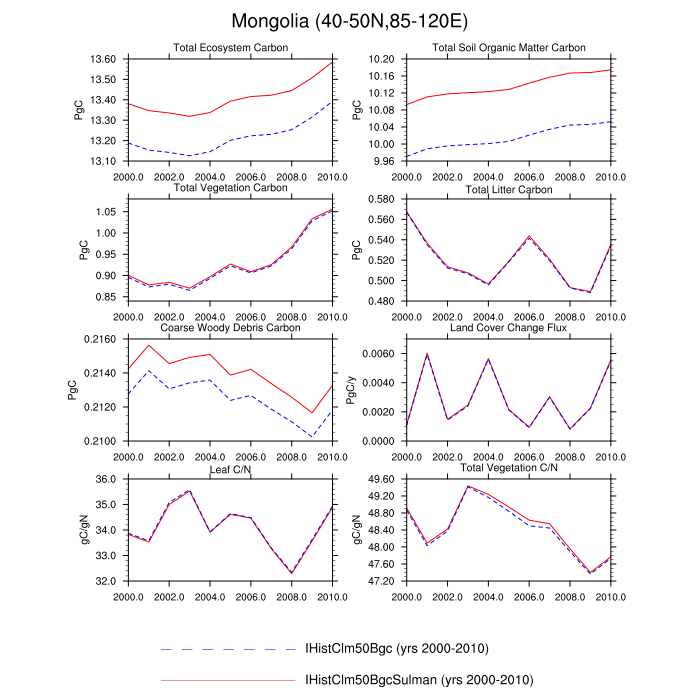 Mongolia (40-50N,85-120E)
Total Ecosystem Carbon
PgC
13.60
13.50
13.40
13.30
13.20
13.10
2000.0 2002.0 2004.0 2006.0 2008.0 2010.0
Total Soil Organic Matter Carbon
PgC
10.20
10.16
10.12
10.08
10.04
10.00
9.96
2000.0 2002.0 2004.0 2006.0 2008.0 2010.0
Total Vegetation Carbon
PgC
1.05
1.00
0.95
0.90
0.85
2000.0 2002.0 2004.0 2006.0 2008.0 2010.0
Total Litter Carbon
PgC
0.580
0.560
0.540
0.520
0.500
0.480
2000.0 2002.0 2004.0 2006.0 2008.0 2010.0
Coarse Woody Debris Carbon
PgC
0.2160
0.2140
0.2120
0.2100
2000.0 2002.0 2004.0 2006.0 2008.0 2010.0
Land Cover Change Flux
PgC/y
0.0060
0.0040
0.0020
0.0000
2000.0 2002.0 2004.0 2006.0 2008.0 2010.0
Leaf C/N
gC/gN
36.0
35.0
34.0
33.0
32.0
2000.0 2002.0 2004.0 2006.0 2008.0 2010.0
Total Vegetation C/N
gC/gN
49.60
49.20
48.80
48.40
48.00
47.60
47.20
2000.0 2002.0 2004.0 2006.0 2008.0 2010.0
IHistClm50Bgc (yrs 2000-2010)
IHistClm50BgcSulman (yrs 2000-2010)